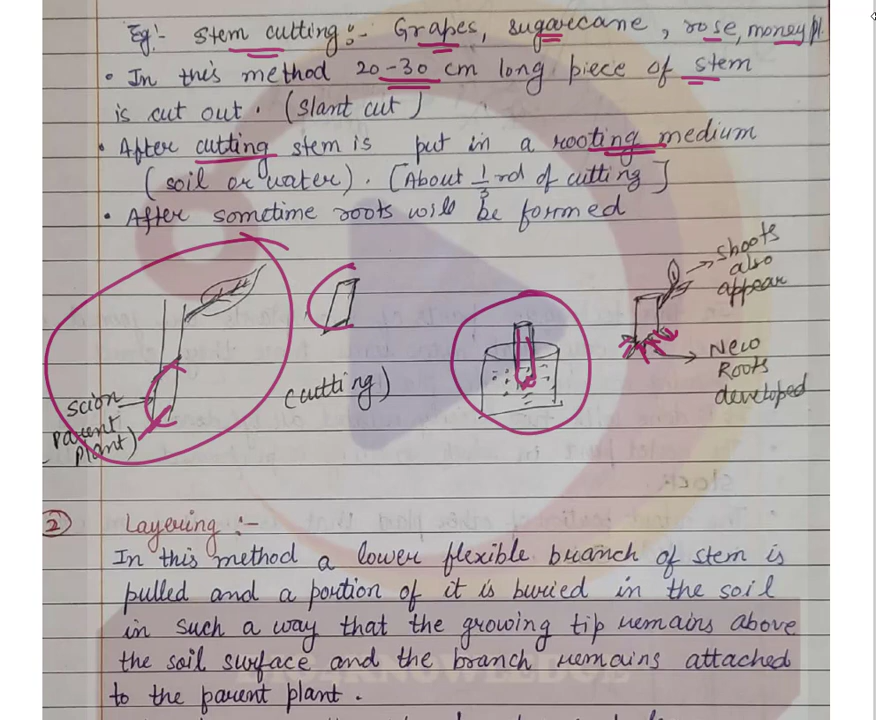 Eg:- Stem cutting:- Grapes, sugarcane, rose, money pl.
• In this method 20-30 cm long piece of stem
is cut out. (Slant cut)
• After cutting stem is put in a rooting medium
(soil or water). [About 1/3 rd of cutting]
• After sometime roots will be formed
Shoots
also
appear
New
Roots
developed
(cutting)
scion
(Parent
plant)
2 Layering :-
In this method a lower flexible branch of stem is
pulled and a portion of it is buried in the soil
in such a way that the growing tip remains above
the soil surface and the branch remains attached
to the parent plant.